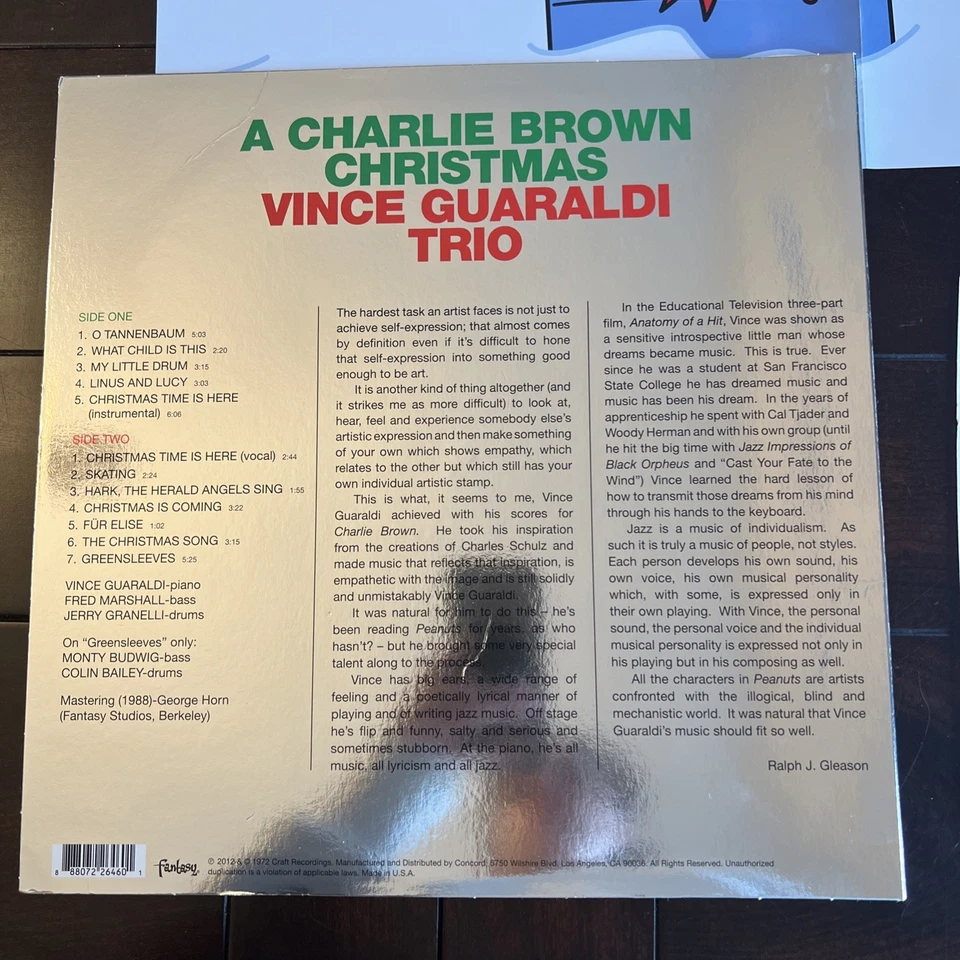 A CHARLIE BROWN
CHRISTMAS
VINCE GUARALDI
TRIO
SIDE ONE
1. O TANNENBAUM 5:03
2. WHAT CHILD IS THIS 2:20
3. MY LITTLE DRUM 3:15
4. LINUS AND LUCY 3:03
5. CHRISTMAS TIME IS HERE
(instrumental) 6:06
SIDE TWO
1. CHRISTMAS TIME IS HERE (vocal) 2:44
2. SKATING 2:24
3. HARK, THE HERALD ANGELS SING 1:55
4. CHRISTMAS IS COMING 3:22
5. FÜR ELISE 1:02
6. THE CHRISTMAS SONG 3:15
7. GREENSLEEVES 5:25
VINCE GUARALDI-piano
FRED MARSHALL-bass
JERRY GRANELLI-drums
On “Greensleeves” only:
MONTY BUDWIG-bass
COLIN BAILEY-drums
Mastering (1988)-George Horn
(Fantasy Studios, Berkeley)
The hardest task an artist faces is not just to
achieve self-expression; that almost comes
by definition even if it’s difficult to hone
that self-expression into something good
enough to be art.
It is another kind of thing altogether (and
it strikes me as more difficult) to look at,
hear, feel and experience somebody else’s
artistic expression and then make something
of your own which shows empathy, which
relates to the other but which still has your
own individual artistic stamp.
This is what, it seems to me, Vince
Guaraldi achieved with his scores for
Charlie Brown. He took his inspiration
from the creations of Charles Schulz and
made music that reflects that inspiration, is
empathetic with the image and is still solidly
and unmistakably Vince Guaraldi.
It was natural for him to do this – he’s
been reading Peanuts for years, as who
hasn’t? – but he brought some very special
talent along to the process.
Vince has big ears, a wide range of
feeling and a poetically lyrical manner of
playing and of writing jazz music. Off stage
he’s flip and funny, salty and serious and
sometimes stubborn. At the piano, he’s all
music, all lyricism and all jazz.
In the Educational Television three-part
film, Anatomy of a Hit, Vince was shown as
a sensitive introspective little man whose
dreams became music. This is true. Ever
since he was a student at San Francisco
State College he has dreamed music and
music has been his dream. In the years of
apprenticeship he spent with Cal Tjader and
Woody Herman and with his own group (until
he hit the big time with Jazz Impressions of
Black Orpheus and “Cast Your Fate to the
Wind”) Vince learned the hard lesson of
how to transmit those dreams from his mind
through his hands to the keyboard.
Jazz is a music of individualism. As
such it is truly a music of people, not styles.
Each person develops his own sound, his
own voice, his own musical personality
which, with some, is expressed only in
their own playing. With Vince, the personal
sound, the personal voice and the individual
musical personality is expressed not only in
his playing but in his composing as well.
All the characters in Peanuts are artists
confronted with the illogical, blind and
mechanistic world. It was natural that Vince
Guaraldi’s music should fit so well.
Ralph J. Gleason
8 88072 26460 1
Fantasy
℗ 2012 & © 1972 Craft Recordings, Manufactured and Distributed by Concord, 5750 Wilshire Blvd, Los Angeles, CA 90036. All Rights Reserved. Unauthorized
duplication is a violation of applicable laws. Made in U.S.A.